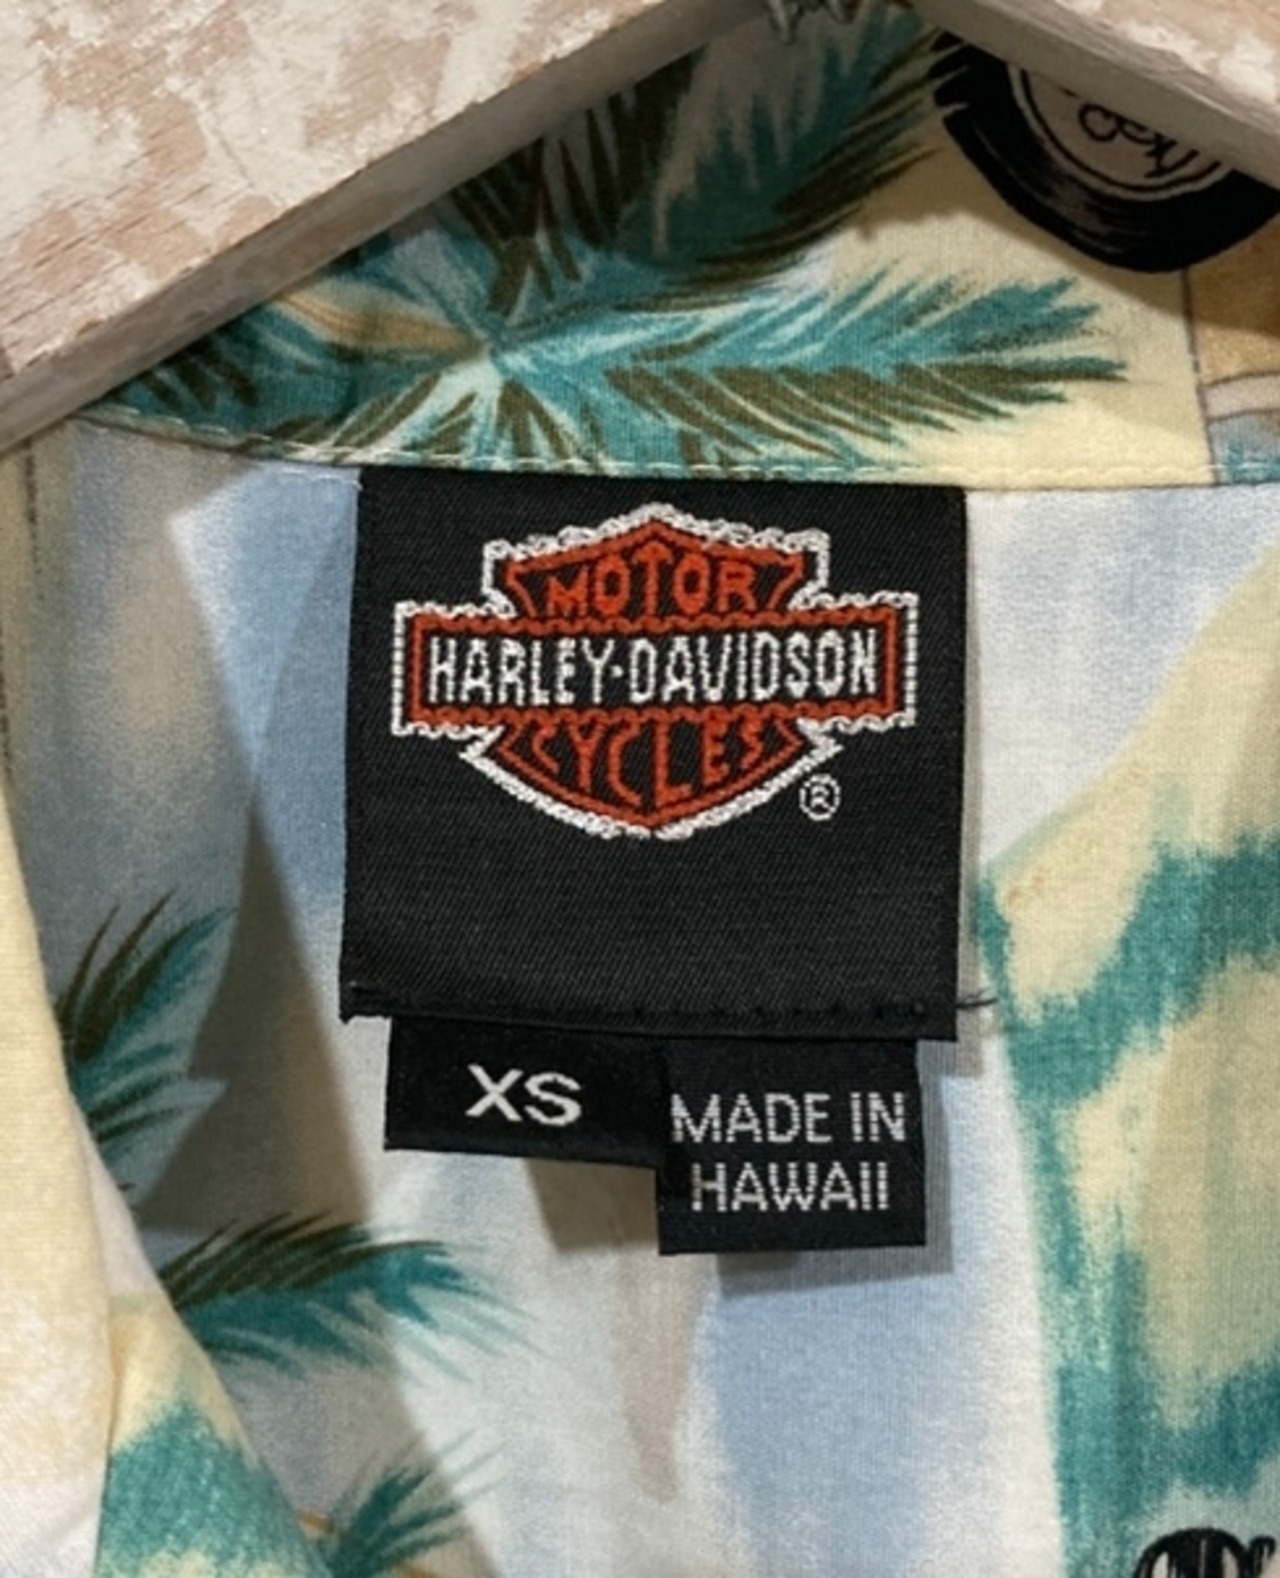 MOTOR
HARLEY-DAVIDSON
CYCLES
®
XS
MADE IN
HAWAII